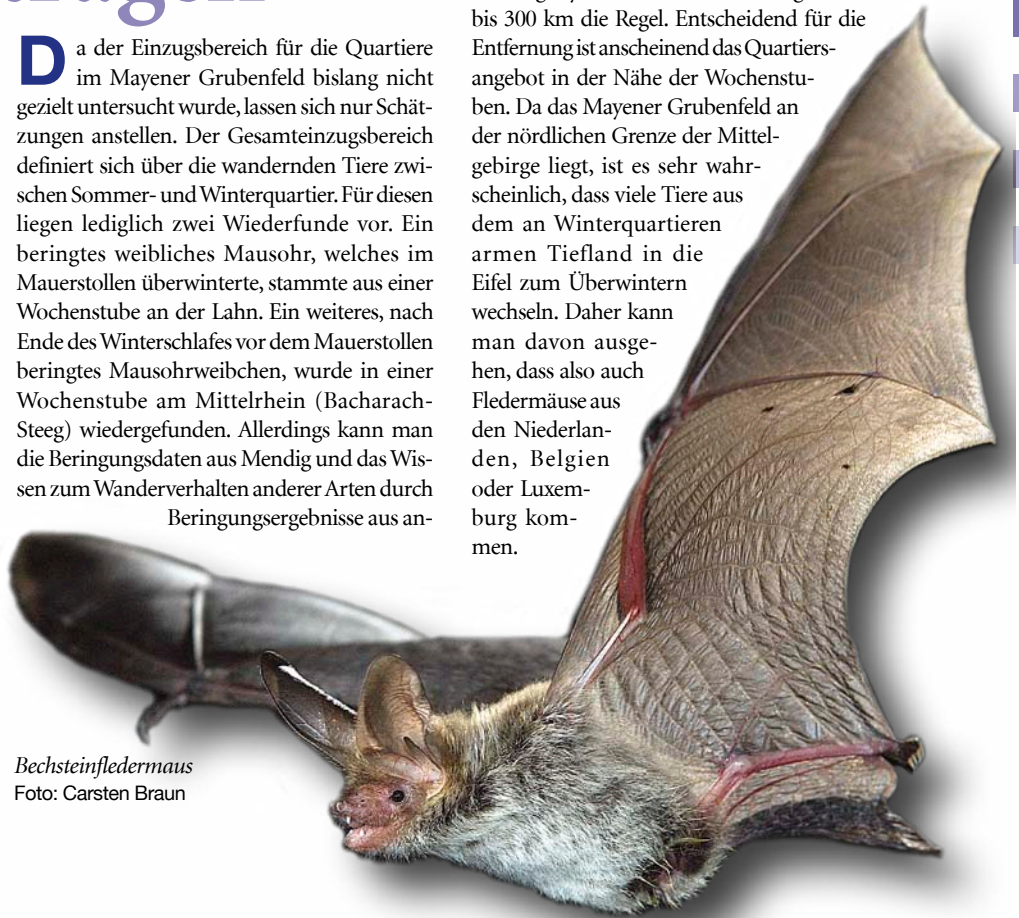 Da der Einzugsbereich für die Quartiere
im Mayener Grubenfeld bislang nicht
gezielt untersucht wurde, lassen sich nur Schät-
zungen anstellen. Der Gesamteinzugsbereich
definiert sich über die wandernden Tiere zwi-
schen Sommer- und Winterquartier. Für diesen
liegen lediglich zwei Wiederfunde vor. Ein
beringtes weibliches Mausohr, welches im
Mauerstollen überwinterte, stammte aus einer
Wochenstube an der Lahn. Ein weiteres, nach
Ende des Winterschlafes vor dem Mauerstollen
beringtes Mausohrweibchen, wurde in einer
Wochenstube am Mittelrhein (Bacharach-
Steeg) wiedergefunden. Allerdings kann man
die Beringungsdaten aus Mendig und das Wis-
sen zum Wanderverhalten anderer Arten durch
Beringungsergebnisse aus an-
bis 300 km die Regel. Entscheidend für die
Entfernung ist anscheinend das Quartiers-
angebot in der Nähe der Wochenstu-
ben. Da das Mayener Grubenfeld an
der nördlichen Grenze der Mittel-
gebirge liegt, ist es sehr wahr-
scheinlich, dass viele Tiere aus
dem an Winterquartieren
armen Tiefland in die
Eifel zum Überwintern
wechseln. Daher kann
man davon ausge-
hen, dass also auch
Fledermäuse aus
den Niederlan-
den, Belgien
oder Luxem-
burg kom-
men.
Bechsteinfledermaus
Foto: Carsten Braun